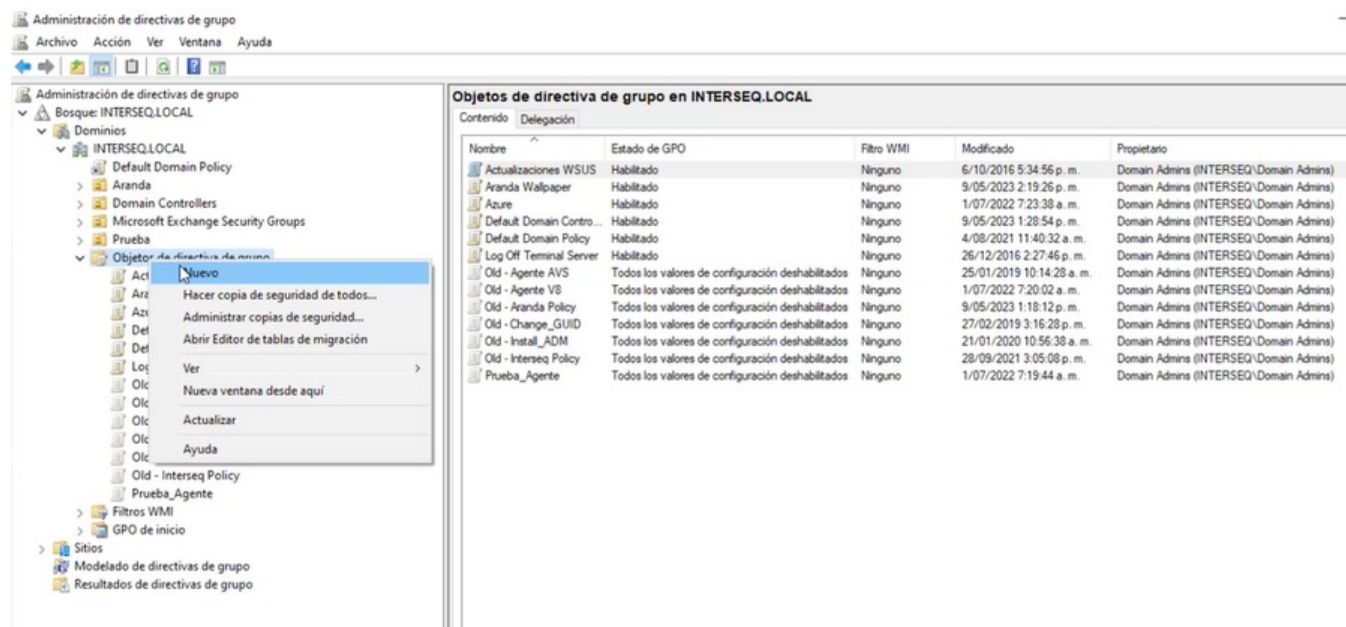 Administración de directivas de grupo
Archivo Acción Ver Ventana Ayuda
Administración de directivas de grupo
Bosque: INTERSEQ.LOCAL
Dominios
INTERSEQ.LOCAL
Default Domain Policy
Aranda
Domain Controllers
Microsoft Exchange Security Groups
Prueba
Objetos de directiva de grupo
Act
Ara
Azu
Def
Def
Log
Old
Old
Old
Old
Old
Old - Interseq Policy
Prueba_Agente
Filtros WMI
GPO de inicio
Sitios
Modelado de directivas de grupo
Resultados de directivas de grupo
Nuevo
Hacer copia de seguridad de todos...
Administrar copias de seguridad...
Abrir Editor de tablas de migración
Ver
Nueva ventana desde aquí
Actualizar
Ayuda
Objetos de directiva de grupo en INTERSEQ.LOCAL
Contenido Delegación
Nombre Estado de GPO Filtro WMI Modificado Propietario
Actualizaciones WSUS Habilitado Ninguno 6/10/2016 5:34:56 p. m. Domain Admins (INTERSEQ\Domain Admins)
Aranda Wallpaper Habilitado Ninguno 9/05/2023 2:19:26 p. m. Domain Admins (INTERSEQ\Domain Admins)
Azure Habilitado Ninguno 1/07/2022 7:23:38 a. m. Domain Admins (INTERSEQ\Domain Admins)
Default Domain Contro... Habilitado Ninguno 9/05/2023 1:28:54 p. m. Domain Admins (INTERSEQ\Domain Admins)
Default Domain Policy Habilitado Ninguno 4/08/2021 11:40:32 a. m. Domain Admins (INTERSEQ\Domain Admins)
Log Off Terminal Server Habilitado Ninguno 26/12/2016 2:27:46 p. m. Domain Admins (INTERSEQ\Domain Admins)
Old - Agente AVS Todos los valores de configuración deshabilitados Ninguno 25/01/2019 10:14:28 a. m. Domain Admins (INTERSEQ\Domain Admins)
Old - Agente V8 Todos los valores de configuración deshabilitados Ninguno 1/07/2022 7:20:02 a. m. Domain Admins (INTERSEQ\Domain Admins)
Old - Aranda Policy Todos los valores de configuración deshabilitados Ninguno 9/05/2023 1:18:12 p. m. Domain Admins (INTERSEQ\Domain Admins)
Old - Change_GUID Todos los valores de configuración deshabilitados Ninguno 27/02/2019 3:16:28 p. m. Domain Admins (INTERSEQ\Domain Admins)
Old - Install_ADM Todos los valores de configuración deshabilitados Ninguno 21/01/2020 10:56:38 a. m. Domain Admins (INTERSEQ\Domain Admins)
Old - Interseq Policy Todos los valores de configuración deshabilitados Ninguno 28/09/2021 3:05:08 p. m. Domain Admins (INTERSEQ\Domain Admins)
Prueba_Agente Todos los valores de configuración deshabilitados Ninguno 1/07/2022 7:19:44 a. m. Domain Admins (INTERSEQ\Domain Admins)